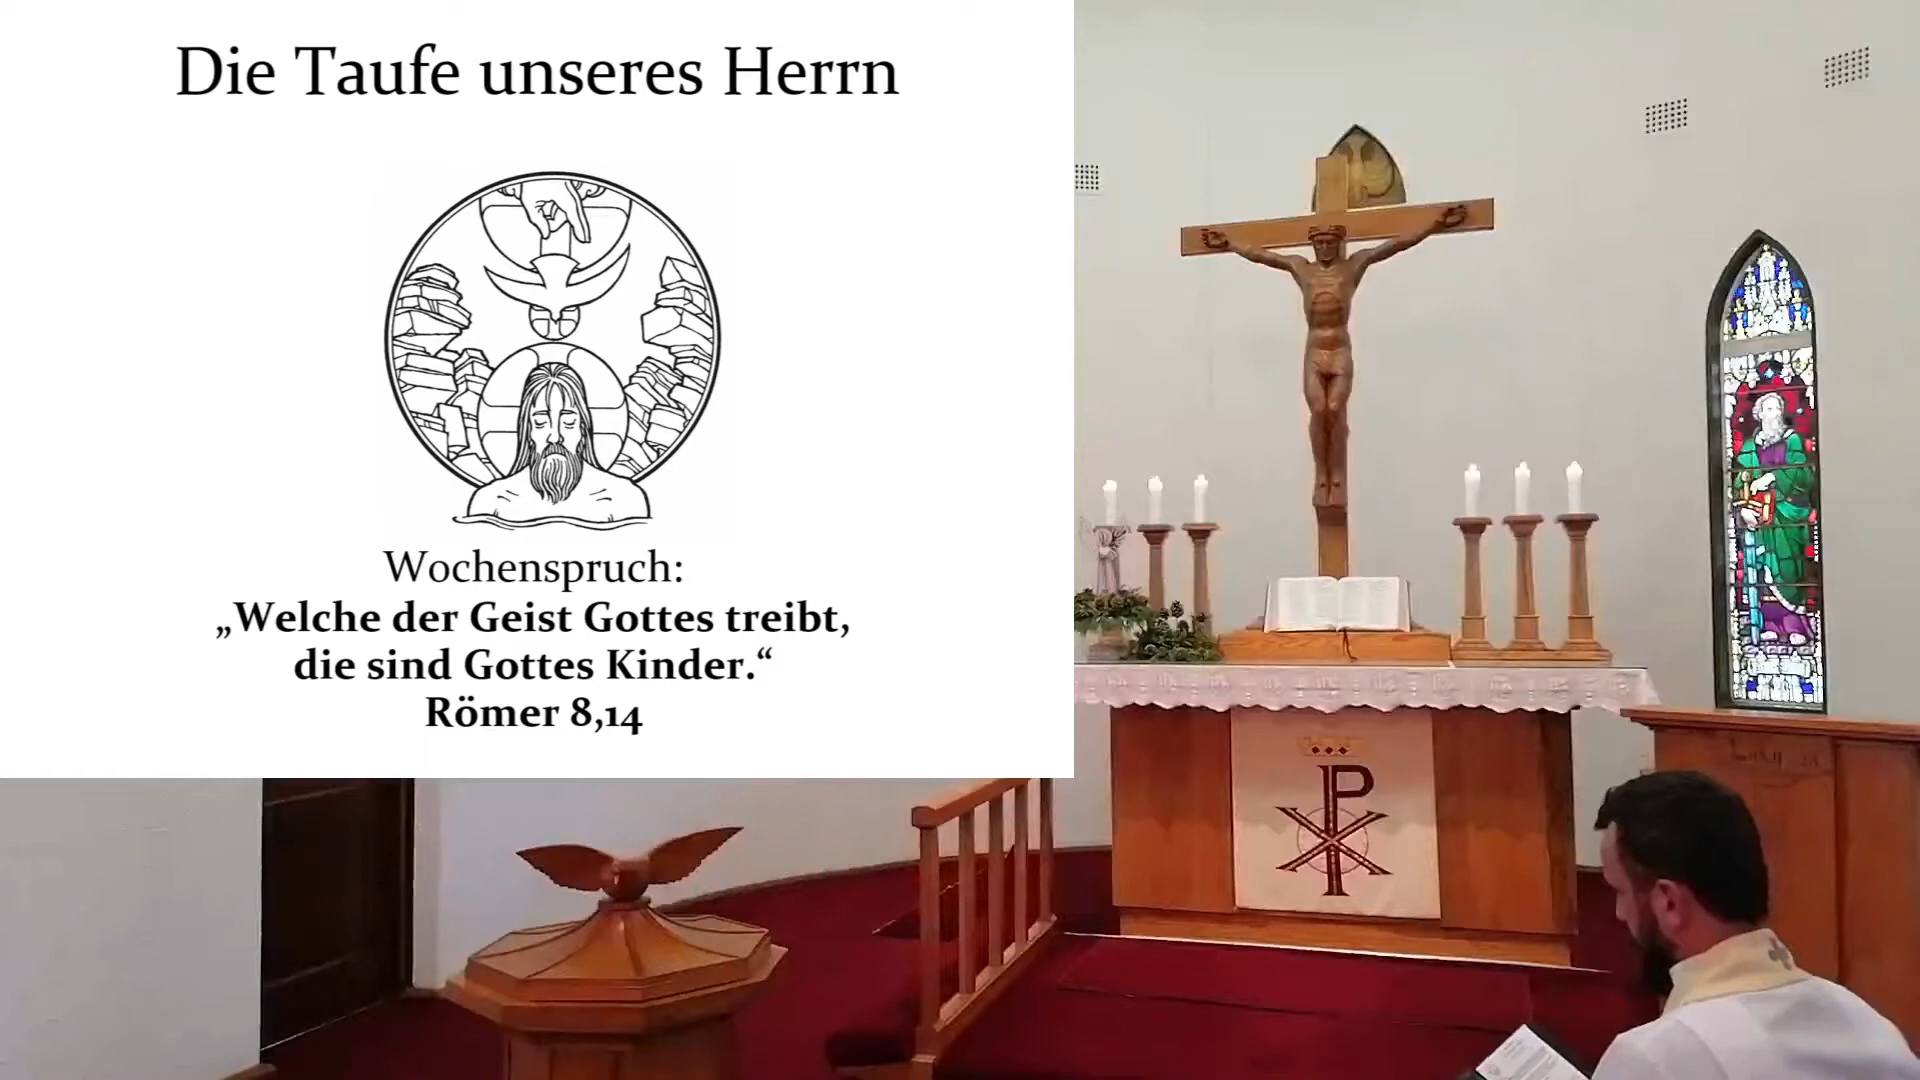 Die Taufe unseres Herrn
Wochenspruch:
„Welche der Geist Gottes treibt,
die sind Gottes Kinder.“
Römer 8,14